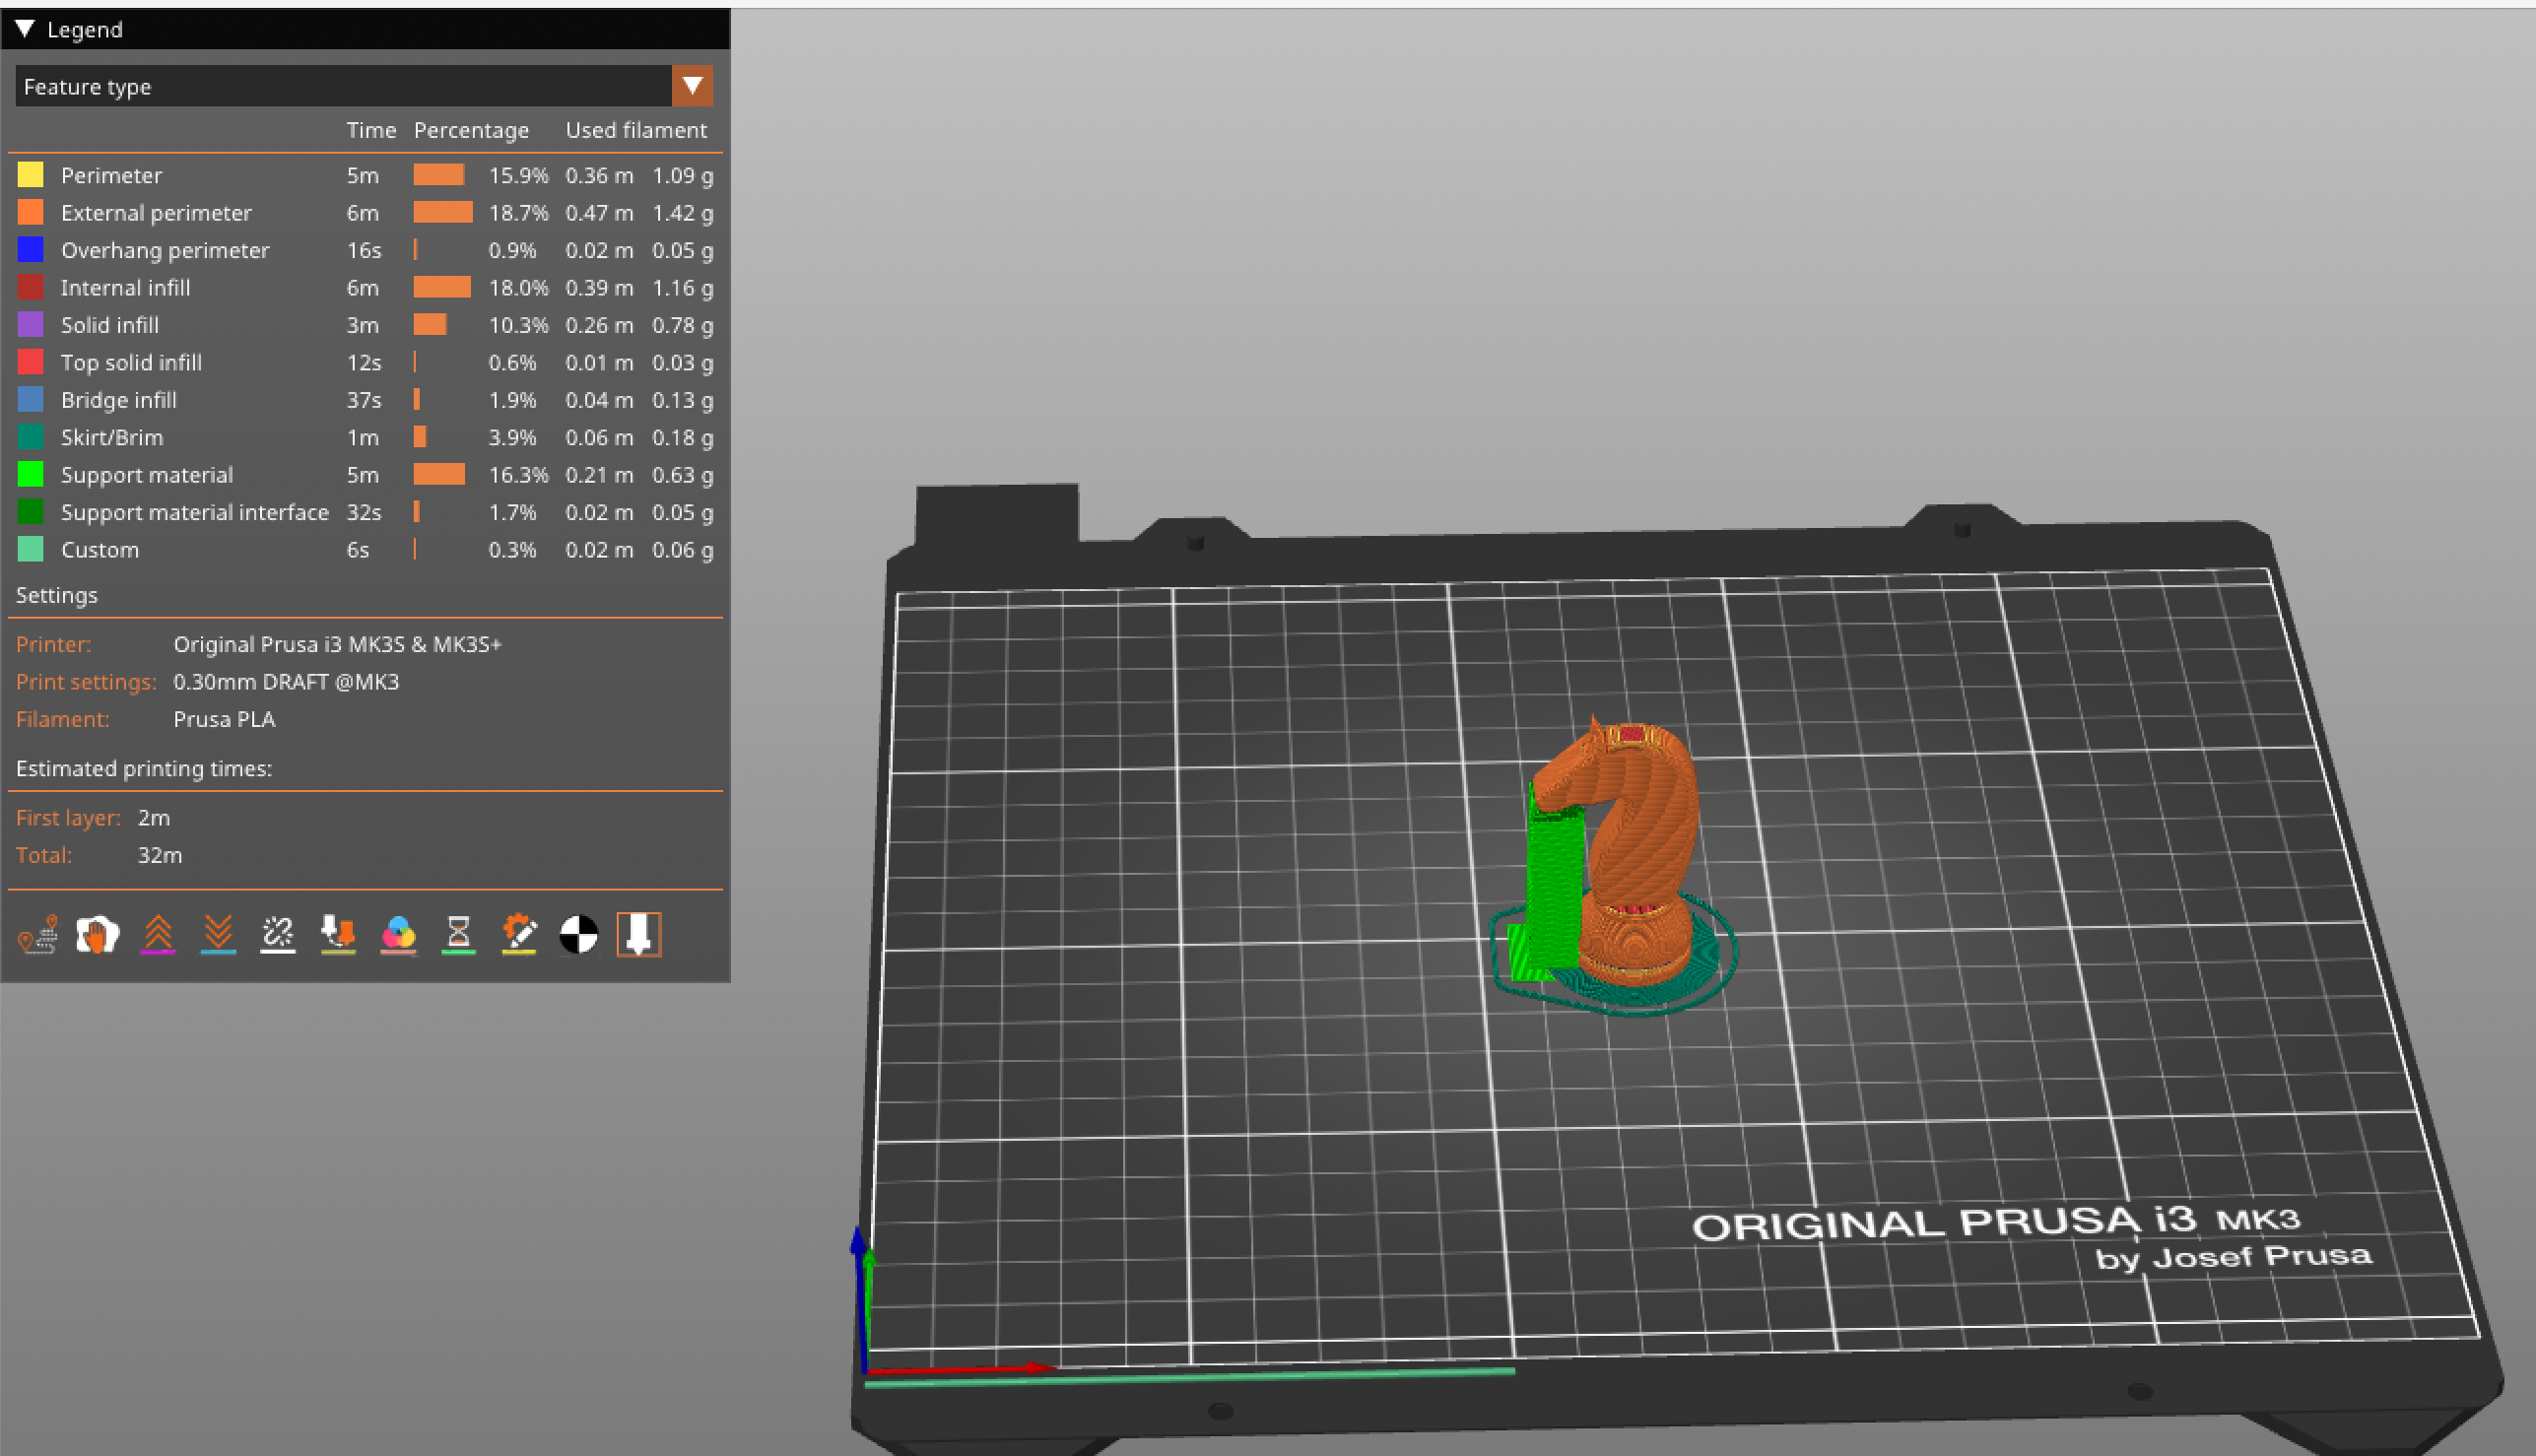 Legend
Feature type
Time Percentage Used filament
Perimeter 5m 15.9% 0.36 m 1.09 g
External perimeter 6m 18.7% 0.47 m 1.42 g
Overhang perimeter 16s 0.9% 0.02 m 0.05 g
Internal infill 6m 18.0% 0.39 m 1.16 g
Solid infill 3m 10.3% 0.26 m 0.78 g
Top solid infill 12s 0.6% 0.01 m 0.03 g
Bridge infill 37s 1.9% 0.04 m 0.13 g
Skirt/Brim 1m 3.9% 0.06 m 0.18 g
Support material 5m 16.3% 0.21 m 0.63 g
Support material interface 32s 1.7% 0.02 m 0.05 g
Custom 6s 0.3% 0.02 m 0.06 g
Settings
Printer: Original Prusa i3 MK3S & MK3S+
Print settings: 0.30mm DRAFT @MK3
Filament: Prusa PLA
Estimated printing times:
First layer: 2m
Total: 32m
ORIGINAL PRUSA i3 MK3
by Josef Prusa